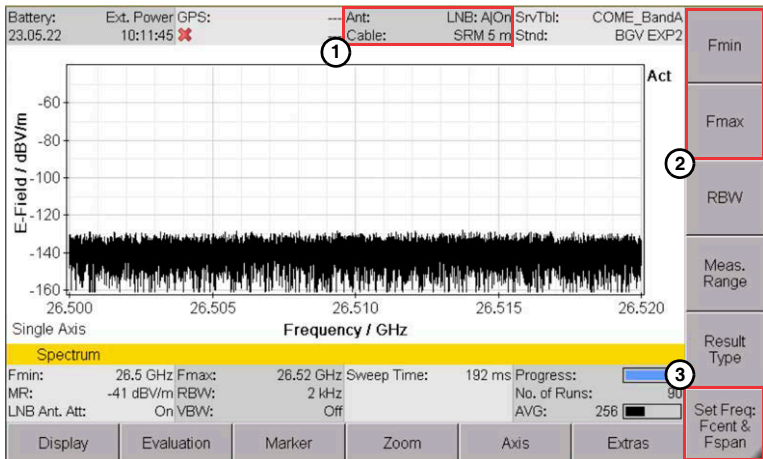 Battery: Ext. Power GPS: --- Ant: LNB: A|On SrvTbl: COME_BandA
23.05.22 10:11:45 --- Cable: SRM 5 m Stnd: BGV EXP2
1
Fmin
Act
Fmax
2
RBW
Meas.
Range
Result
Type
3
Set Freq:
Fcent &
Fspan
E-Field / dBV/m
-60
-80
-100
-120
-140
-160
26.500 26.505 26.510 26.515 26.520
Single Axis Frequency / GHz
Spectrum
Fmin: 26.5 GHz Fmax: 26.52 GHz Sweep Time: 192 ms Progress:
MR: -41 dBV/m RBW: 2 kHz No. of Runs: 90
LNB Ant. Att: On VBW: Off AVG: 256
Display Evaluation Marker Zoom Axis Extras